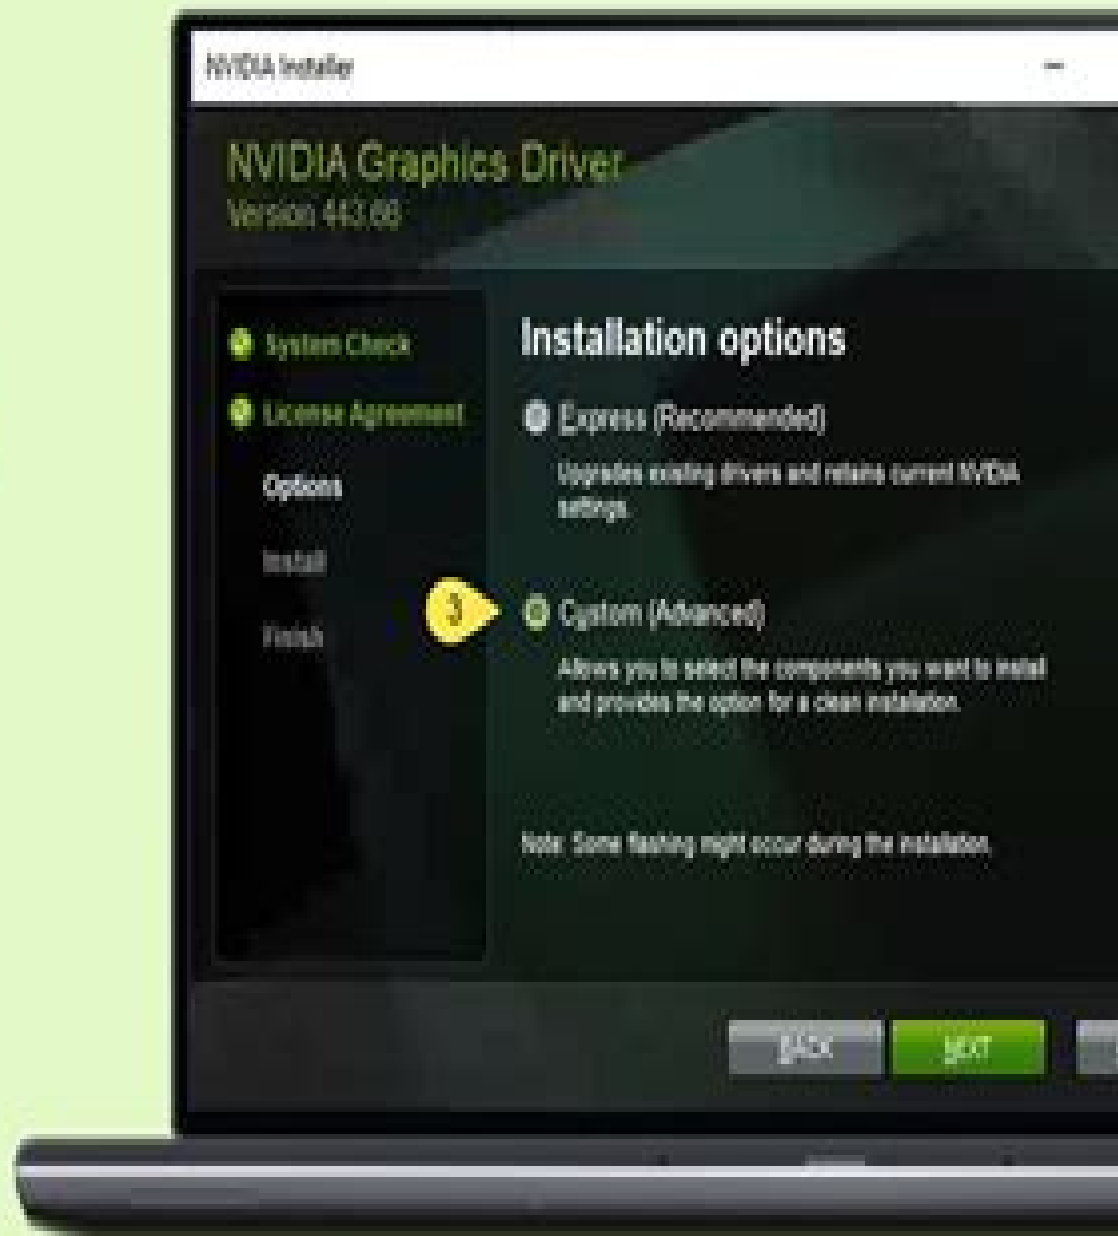 NVIDIA Installer
NVIDIA Graphics Driver
Version 443.66
System Check
License Agreement
Options
Install
Finish
Installation options
Express (Recommended)
Upgrades existing drivers and retains current NVIDIA
settings.
3
Custom (Advanced)
Allows you to select the components you want to install
and provides the option for a clean installation.
Note: Some flashing might occur during the installation.
BACK
NEXT